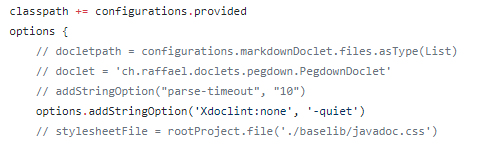 classpath += configurations.provided
options {
    // docletpath = configurations.markdownDoclet.files.asType(List)
    // doclet = 'ch.raffael.doclets.pegdown.PegdownDoclet'
    // addStringOption("parse-timeout", "10")
    options.addStringOption('Xdoclint:none', '-quiet')
    // stylesheetFile = rootProject.file('./baselib/javadoc.css')